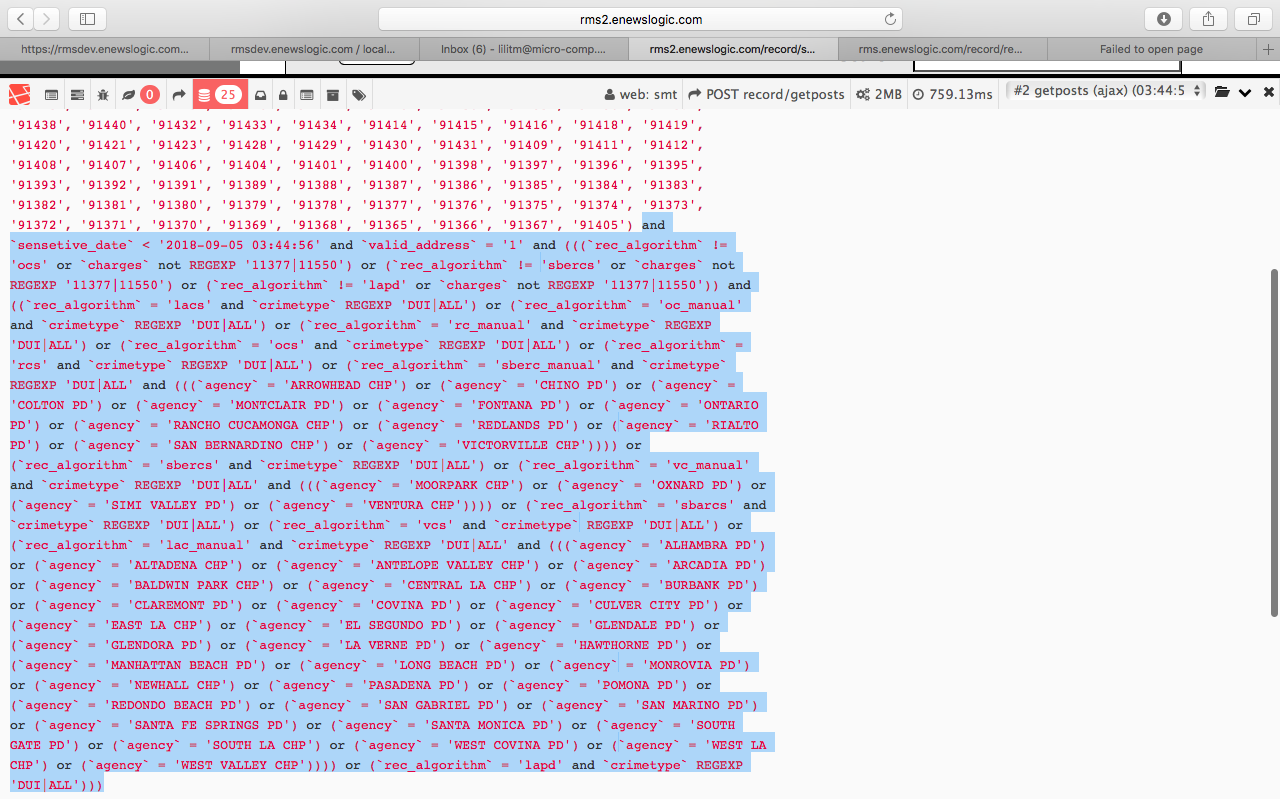 rms2.enewslogic.com
https://rmsdev.enewslogic.com...
rmsdev.enewslogic.com / local...
Inbox (6) - lilitm@micro-comp....
rms2.enewslogic.com/record/s...
rms.enewslogic.com/record/re...
Failed to open page
0
25
web: smt
POST record/getposts
2MB
759.13ms
#2 getposts (ajax) (03:44:5
'91438', '91440', '91432', '91433', '91434', '91414', '91415', '91416', '91418', '91419',
'91420', '91421', '91423', '91428', '91429', '91430', '91431', '91409', '91411', '91412',
'91408', '91407', '91406', '91404', '91401', '91400', '91398', '91397', '91396', '91395',
'91393', '91392', '91391', '91389', '91388', '91387', '91386', '91385', '91384', '91383',
'91382', '91381', '91380', '91379', '91378', '91377', '91376', '91375', '91374', '91373',
'91372', '91371', '91370', '91369', '91368', '91365', '91366', '91367', '91405') and
`sensetive_date` < '2018-09-05 03:44:56' and `valid_address` = '1' and (((`rec_algorithm` !=
'ocs' or `charges` not REGEXP '11377|11550') or (`rec_algorithm` != 'sbercs' or `charges` not
REGEXP '11377|11550') or (`rec_algorithm` != 'lapd' or `charges` not REGEXP '11377|11550')) and
((`rec_algorithm` = 'lacs' and `crimetype` REGEXP 'DUI|ALL') or (`rec_algorithm` = 'oc_manual'
and `crimetype` REGEXP 'DUI|ALL') or (`rec_algorithm` = 'rc_manual' and `crimetype` REGEXP
'DUI|ALL') or (`rec_algorithm` = 'ocs' and `crimetype` REGEXP 'DUI|ALL') or (`rec_algorithm` =
'rcs' and `crimetype` REGEXP 'DUI|ALL') or (`rec_algorithm` = 'sberc_manual' and `crimetype`
REGEXP 'DUI|ALL' and (((`agency` = 'ARROWHEAD CHP') or (`agency` = 'CHINO PD') or (`agency` =
'COLTON PD') or (`agency` = 'MONTCLAIR PD') or (`agency` = 'FONTANA PD') or (`agency` = 'ONTARIO
PD') or (`agency` = 'RANCHO CUCAMONGA CHP') or (`agency` = 'REDLANDS PD') or (`agency` = 'RIALTO
PD') or (`agency` = 'SAN BERNARDINO CHP') or (`agency` = 'VICTORVILLE CHP')))) or
(`rec_algorithm` = 'sbercs' and `crimetype` REGEXP 'DUI|ALL') or (`rec_algorithm` = 'vc_manual'
and `crimetype` REGEXP 'DUI|ALL' and (((`agency` = 'MOORPARK CHP') or (`agency` = 'OXNARD PD') or
(`agency` = 'SIMI VALLEY PD') or (`agency` = 'VENTURA CHP')))) or (`rec_algorithm` = 'sbarcs' and
`crimetype` REGEXP 'DUI|ALL') or (`rec_algorithm` = 'vcs' and `crimetype` REGEXP 'DUI|ALL') or
(`rec_algorithm` = 'lac_manual' and `crimetype` REGEXP 'DUI|ALL' and (((`agency` = 'ALHAMBRA PD')
or (`agency` = 'ALTADENA CHP') or (`agency` = 'ANTELOPE VALLEY CHP') or (`agency` = 'ARCADIA PD')
or (`agency` = 'BALDWIN PARK CHP') or (`agency` = 'CENTRAL LA CHP') or (`agency` = 'BURBANK PD')
or (`agency` = 'CLAREMONT PD') or (`agency` = 'COVINA PD') or (`agency` = 'CULVER CITY PD') or
(`agency` = 'EAST LA CHP') or (`agency` = 'EL SEGUNDO PD') or (`agency` = 'GLENDALE PD') or
(`agency` = 'GLENDORA PD') or (`agency` = 'LA VERNE PD') or (`agency` = 'HAWTHORNE PD') or
(`agency` = 'MANHATTAN BEACH PD') or (`agency` = 'LONG BEACH PD') or (`agency` = 'MONROVIA PD')
or (`agency` = 'NEWHALL CHP') or (`agency` = 'PASADENA PD') or (`agency` = 'POMONA PD') or
(`agency` = 'REDONDO BEACH PD') or (`agency` = 'SAN GABRIEL PD') or (`agency` = 'SAN MARINO PD')
or (`agency` = 'SANTA FE SPRINGS PD') or (`agency` = 'SANTA MONICA PD') or (`agency` = 'SOUTH
GATE PD') or (`agency` = 'SOUTH LA CHP') or (`agency` = 'WEST COVINA PD') or (`agency` = 'WEST LA
CHP') or (`agency` = 'WEST VALLEY CHP')))) or (`rec_algorithm` = 'lapd' and `crimetype` REGEXP
'DUI|ALL')))